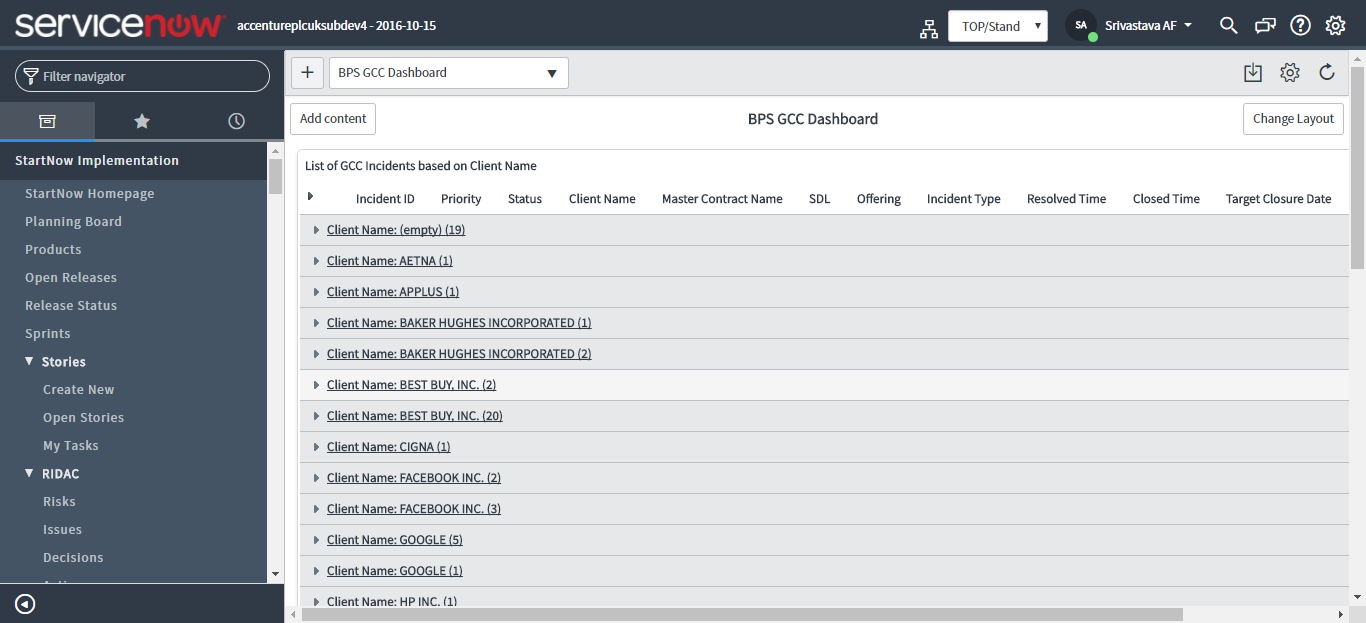 servicenow accentureplcuksubdev4 - 2016-10-15 TOP/Stand SA Srivastava AF
Filter navigator
BPS GCC Dashboard
Add content BPS GCC Dashboard Change Layout
StartNow Implementation
StartNow Homepage
Planning Board
Products
Open Releases
Release Status
Sprints
Stories
Create New
Open Stories
My Tasks
RIDAC
Risks
Issues
Decisions
List of GCC Incidents based on Client Name
Incident ID Priority Status Client Name Master Contract Name SDL Offering Incident Type Resolved Time Closed Time Target Closure Date
Client Name: (empty) (19)
Client Name: AETNA (1)
Client Name: APPLUS (1)
Client Name: BAKER HUGHES INCORPORATED (1)
Client Name: BAKER HUGHES INCORPORATED (2)
Client Name: BEST BUY, INC. (2)
Client Name: BEST BUY, INC. (20)
Client Name: CIGNA (1)
Client Name: FACEBOOK INC. (2)
Client Name: FACEBOOK INC. (3)
Client Name: GOOGLE (5)
Client Name: GOOGLE (1)
Client Name: HP INC. (1)